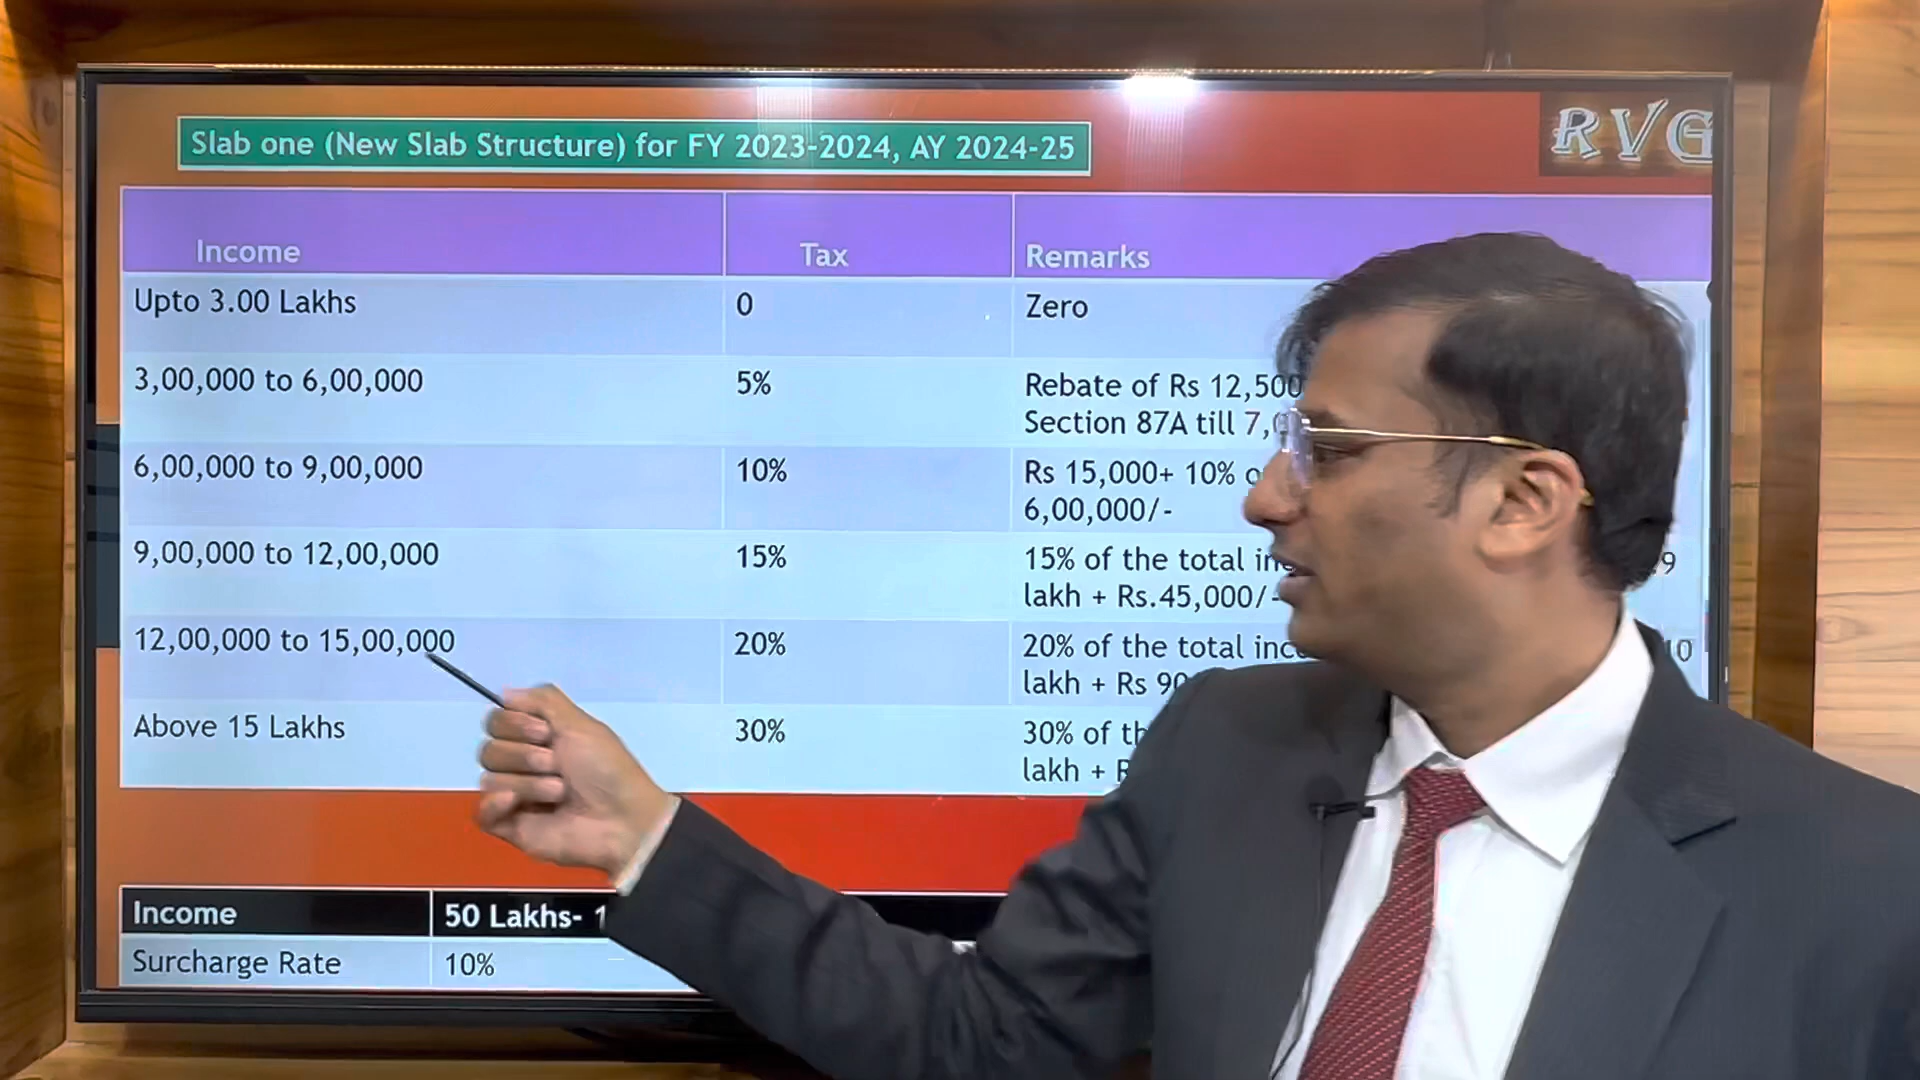 Slab one (New Slab Structure) for FY 2023-2024, AY 2024-25
RVG
Income Tax Remarks
Upto 3.00 Lakhs 0 Zero
3,00,000 to 6,00,000 5% Rebate of Rs 12,500
Section 87A till
6,00,000 to 9,00,000 10% Rs 15,000+ 10%
6,00,000/-
9,00,000 to 12,00,000 15% 15% of the total 9
lakh + Rs.45,000/-
12,00,000 to 15,00,000 20% 20% of the total 10
lakh + Rs
Above 15 Lakhs 30% 30% of
lakh +
Income 50 Lakhs-
Surcharge Rate 10%